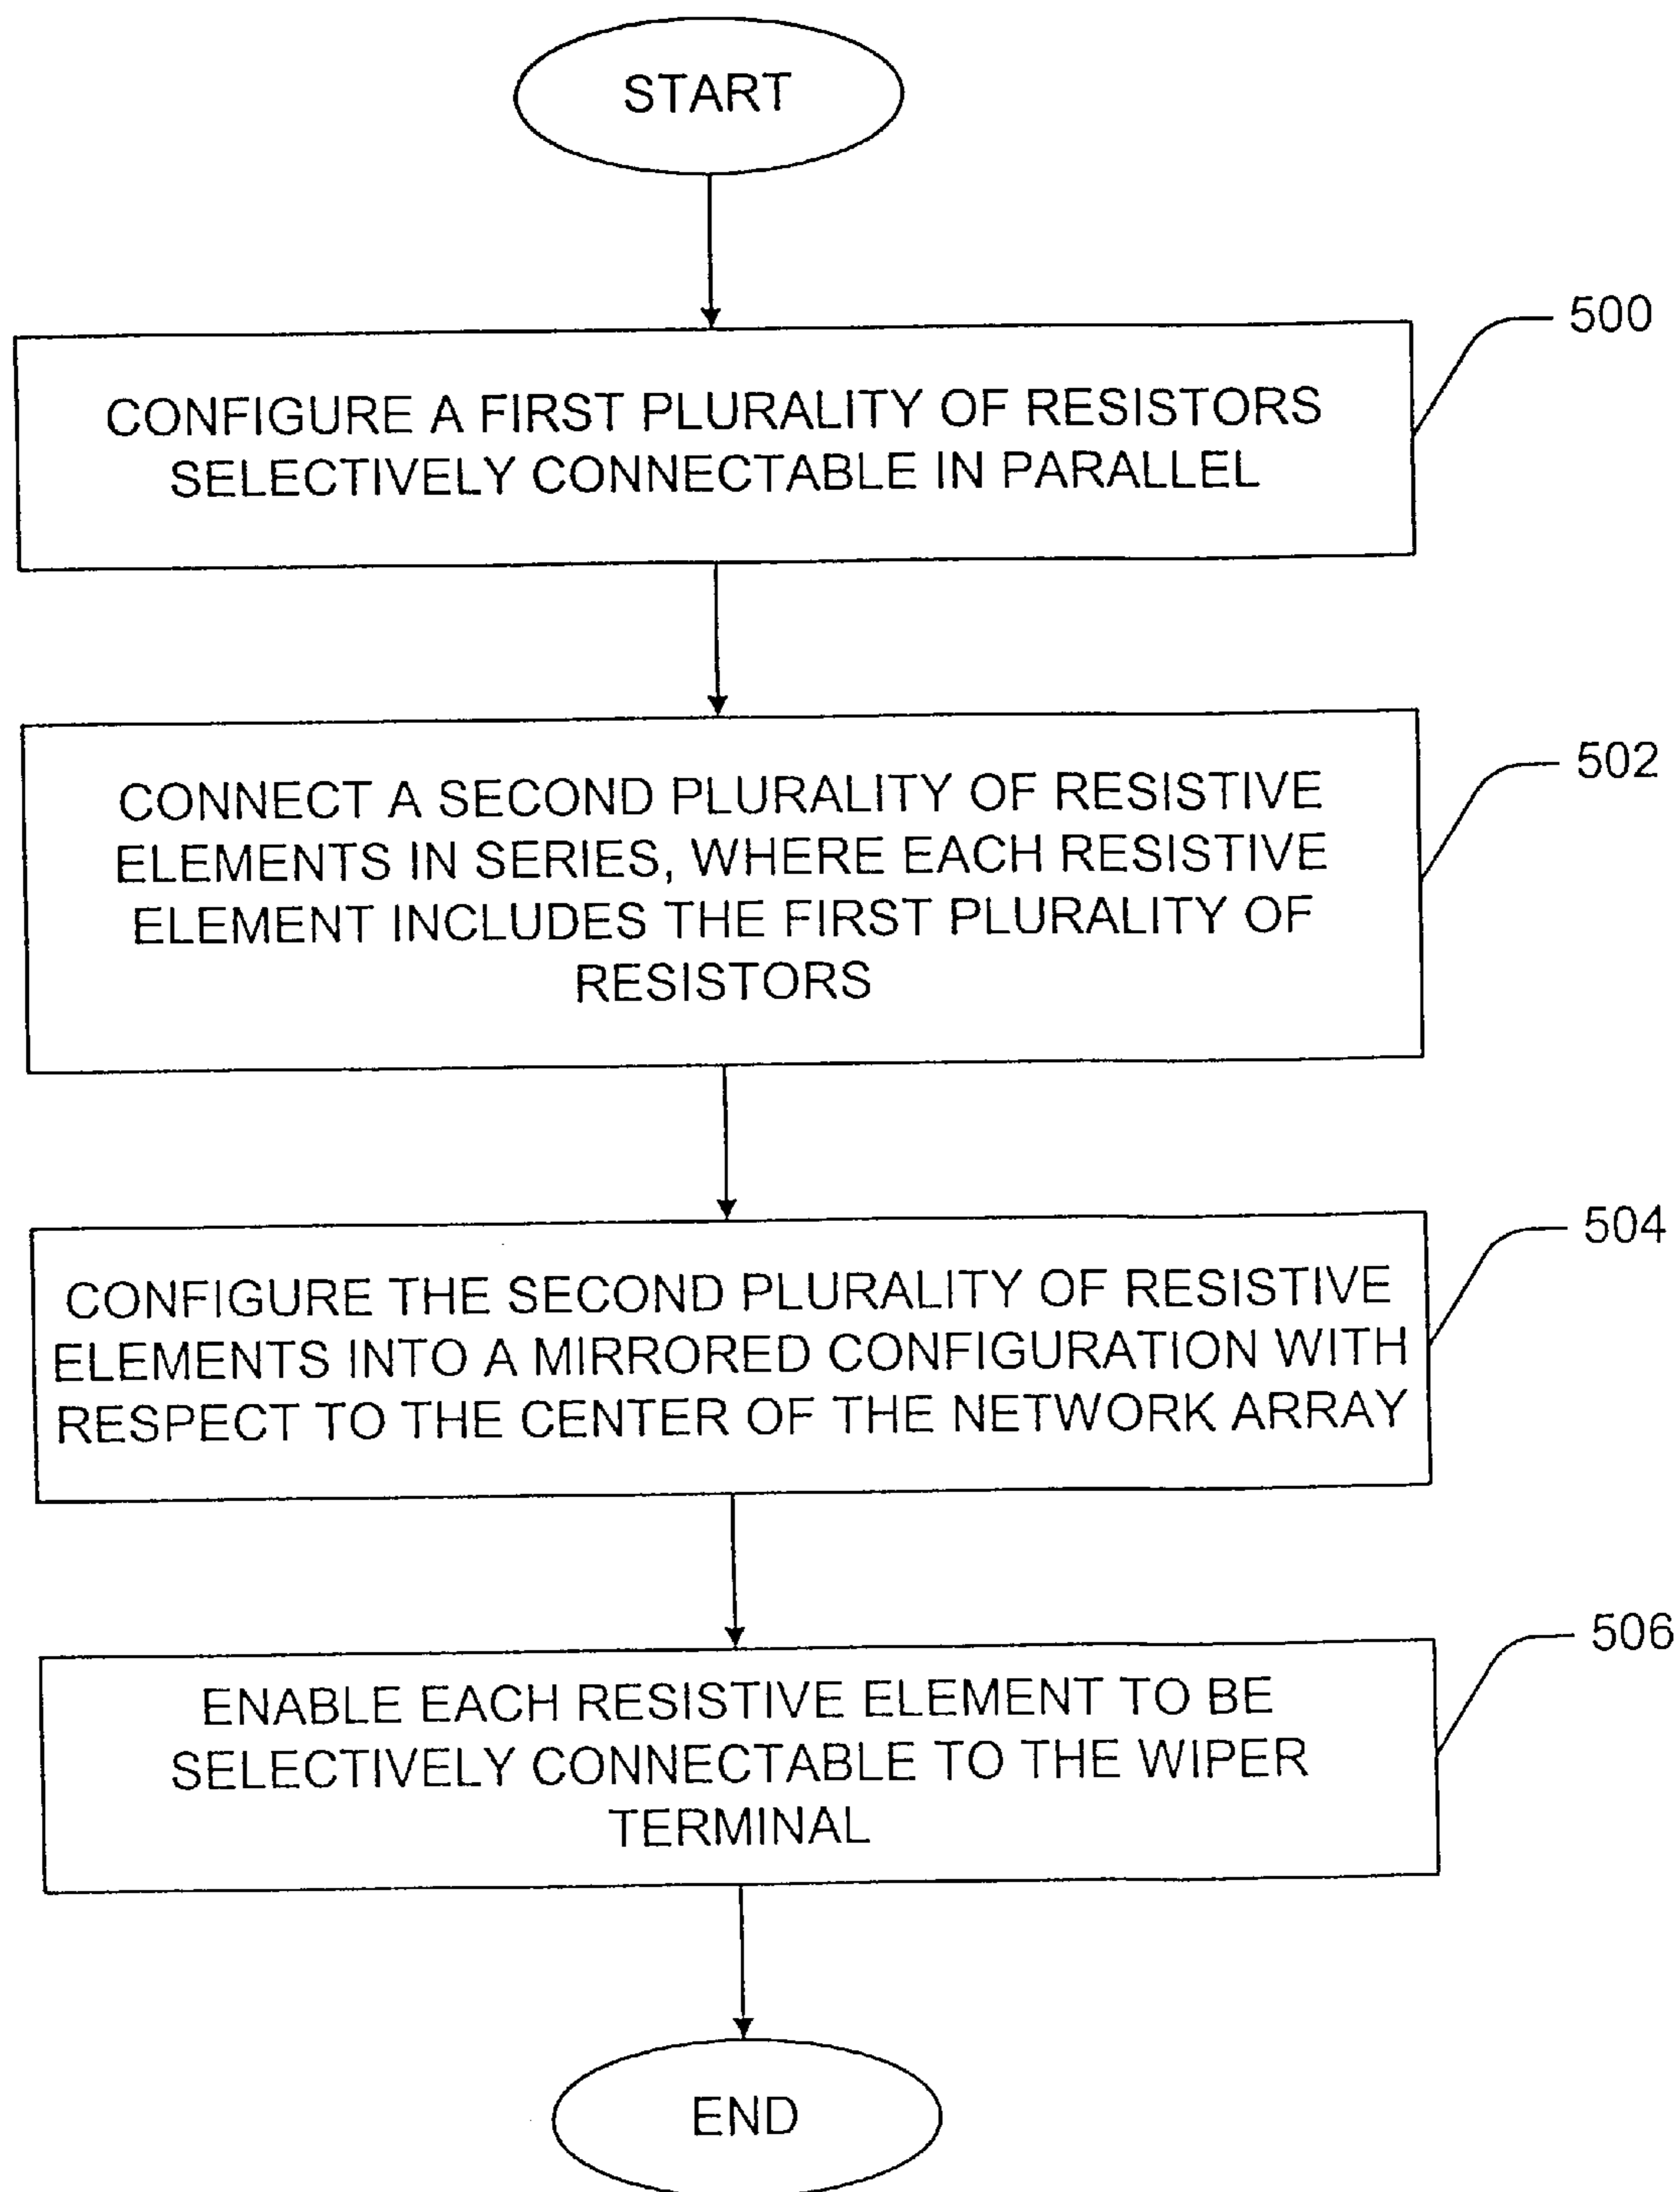 START
500
CONFIGURE A FIRST PLURALITY OF RESISTORS
SELECTIVELY CONNECTABLE IN PARALLEL
502
CONNECT A SECOND PLURALITY OF RESISTIVE
ELEMENTS IN SERIES, WHERE EACH RESISTIVE
ELEMENT INCLUDES THE FIRST PLURALITY OF
RESISTORS
504
CONFIGURE THE SECOND PLURALITY OF RESISTIVE
ELEMENTS INTO A MIRRORED CONFIGURATION WITH
RESPECT TO THE CENTER OF THE NETWORK ARRAY
506
ENABLE EACH RESISTIVE ELEMENT TO BE
SELECTIVELY CONNECTABLE TO THE WIPER
TERMINAL
END